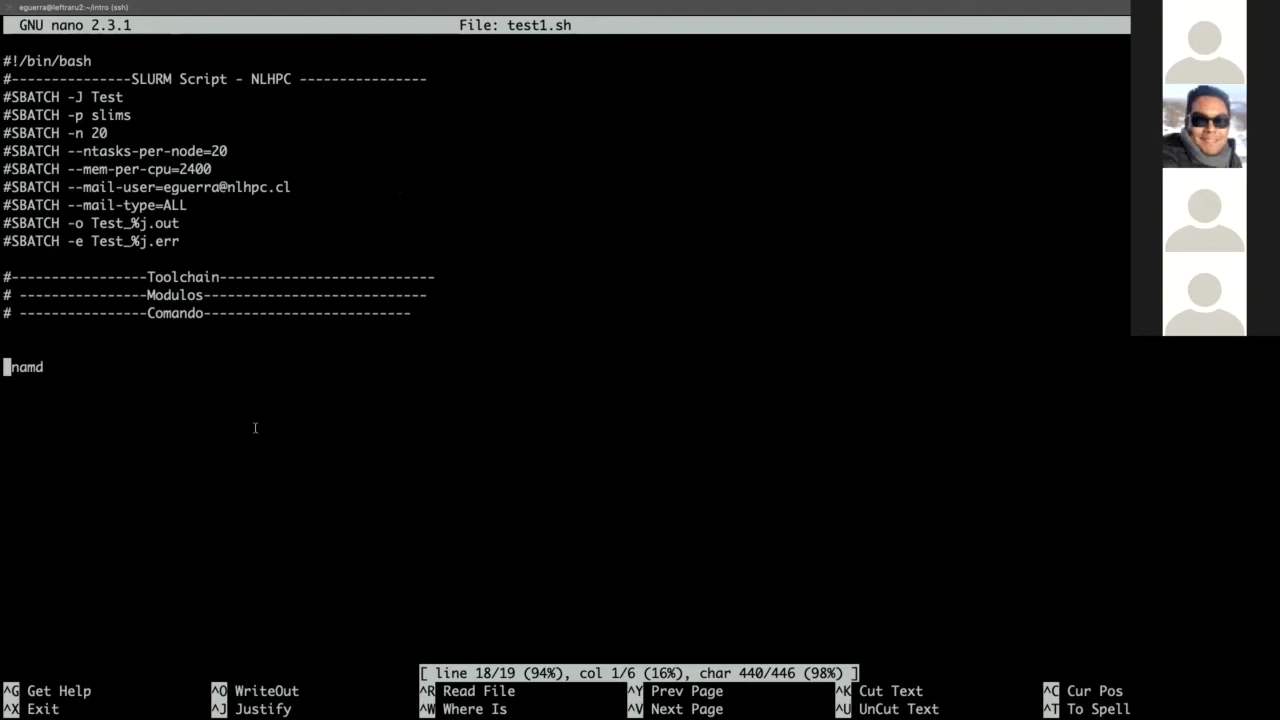 eguerra@leftraru2:~/intro (ssh)
GNU nano 2.3.1 File: test1.sh
#!/bin/bash
#---------------SLURM Script - NLHPC ----------------
#SBATCH -J Test
#SBATCH -p slims
#SBATCH -n 20
#SBATCH --ntasks-per-node=20
#SBATCH --mem-per-cpu=2400
#SBATCH --mail-user=eguerra@nlhpc.cl
#SBATCH --mail-type=ALL
#SBATCH -o Test_%j.out
#SBATCH -e Test_%j.err
#-----------------Toolchain---------------------------
# ----------------Modulos----------------------------
# ----------------Comando--------------------------
namd
[ line 18/19 (94%), col 1/6 (16%), char 440/446 (98%) ]
^G Get Help ^O WriteOut ^R Read File ^Y Prev Page ^K Cut Text ^C Cur Pos
^X Exit ^J Justify ^W Where Is ^V Next Page ^U UnCut Text ^T To Spell